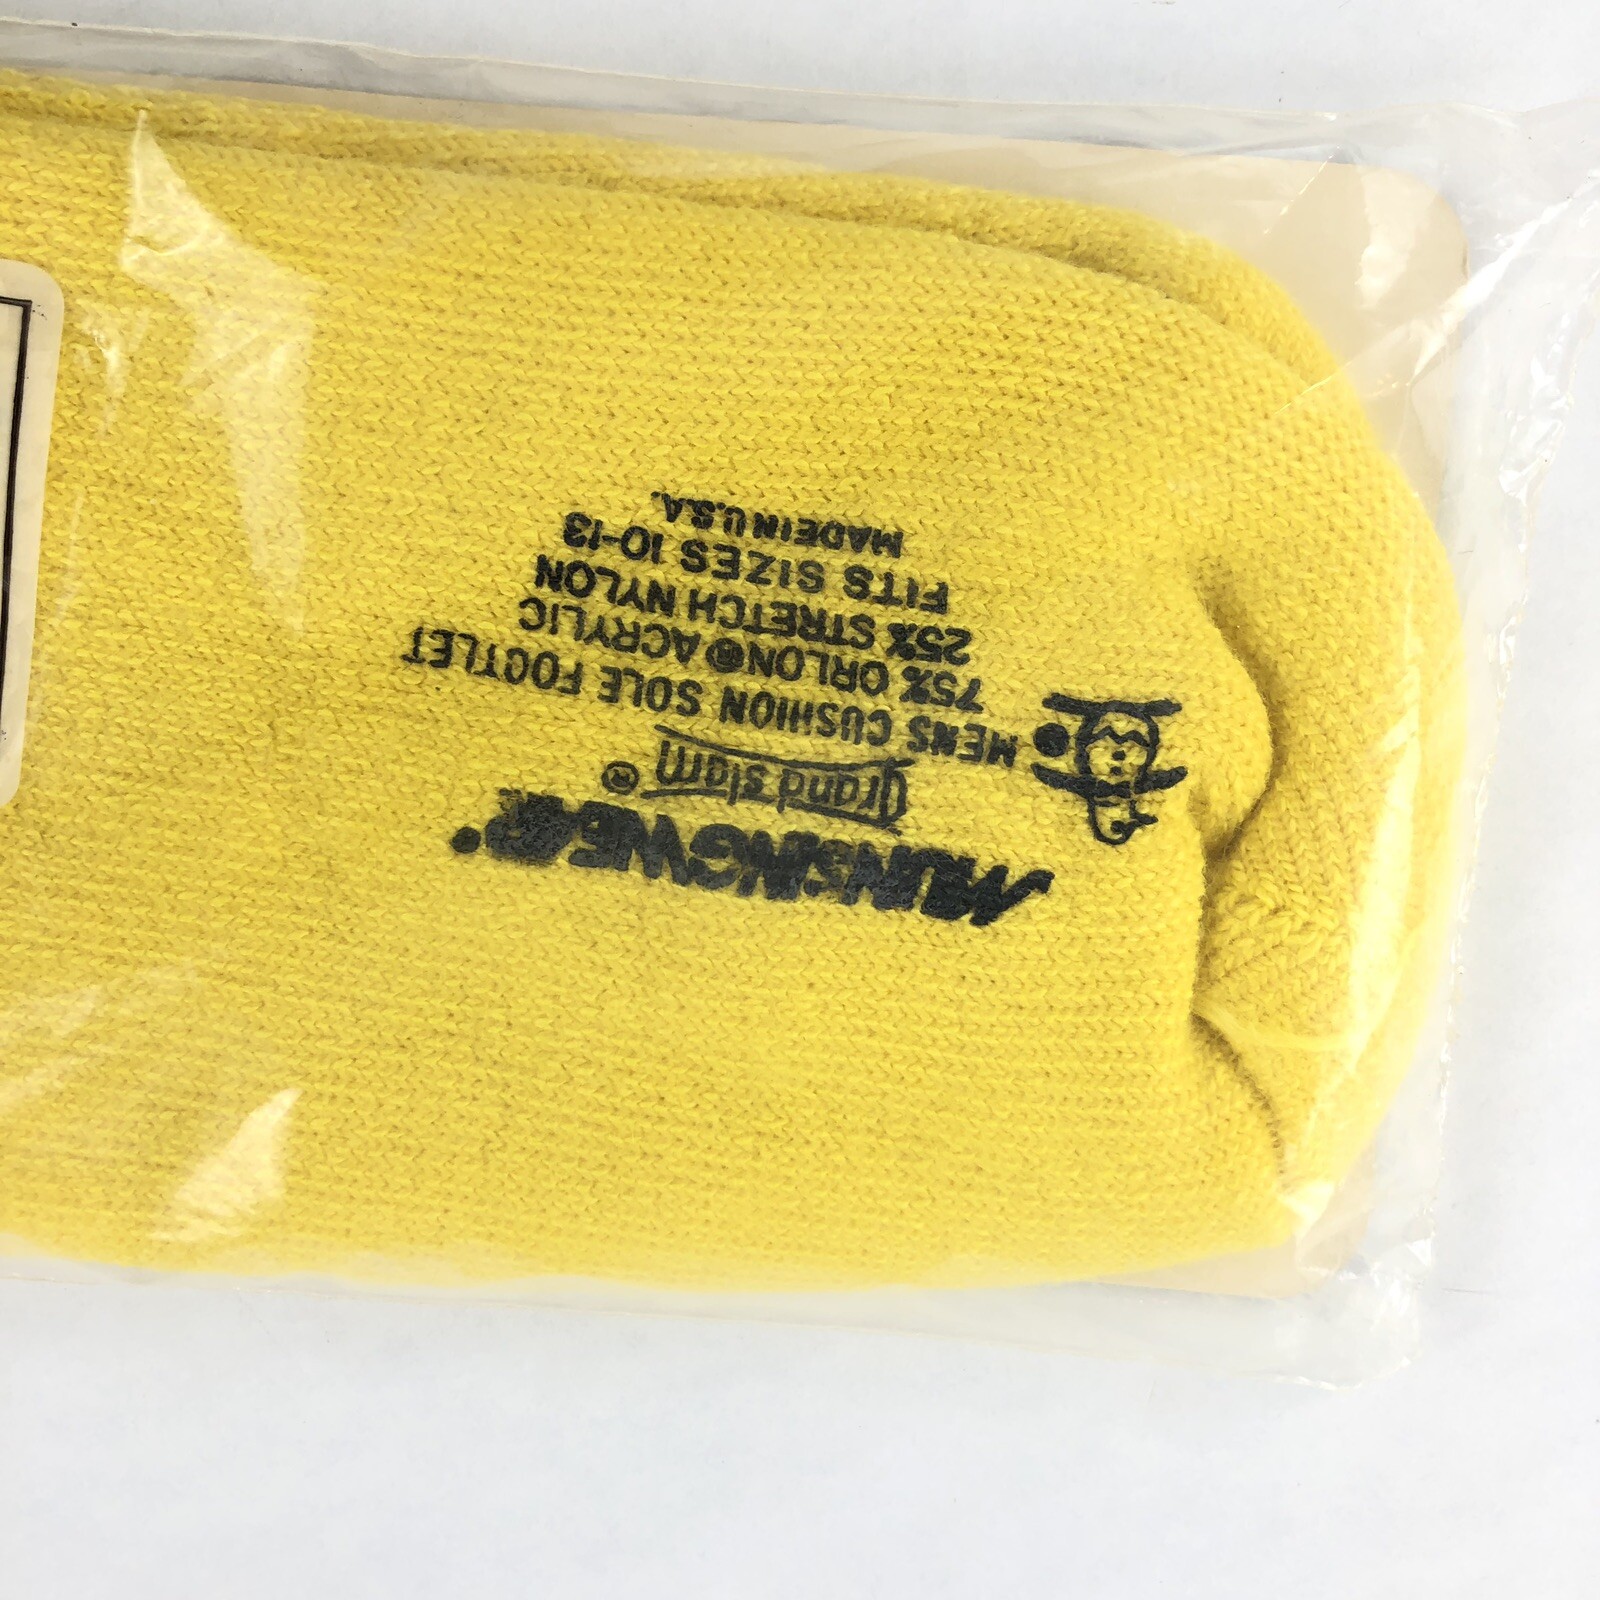 MUNSINGWEAR®
grand slam ®
MENS CUSHION SOLE FOOTLET
75% ORLON® ACRYLIC
25% STRETCH NYLON
FITS SIZES 10-13
MADE IN U.S.A.